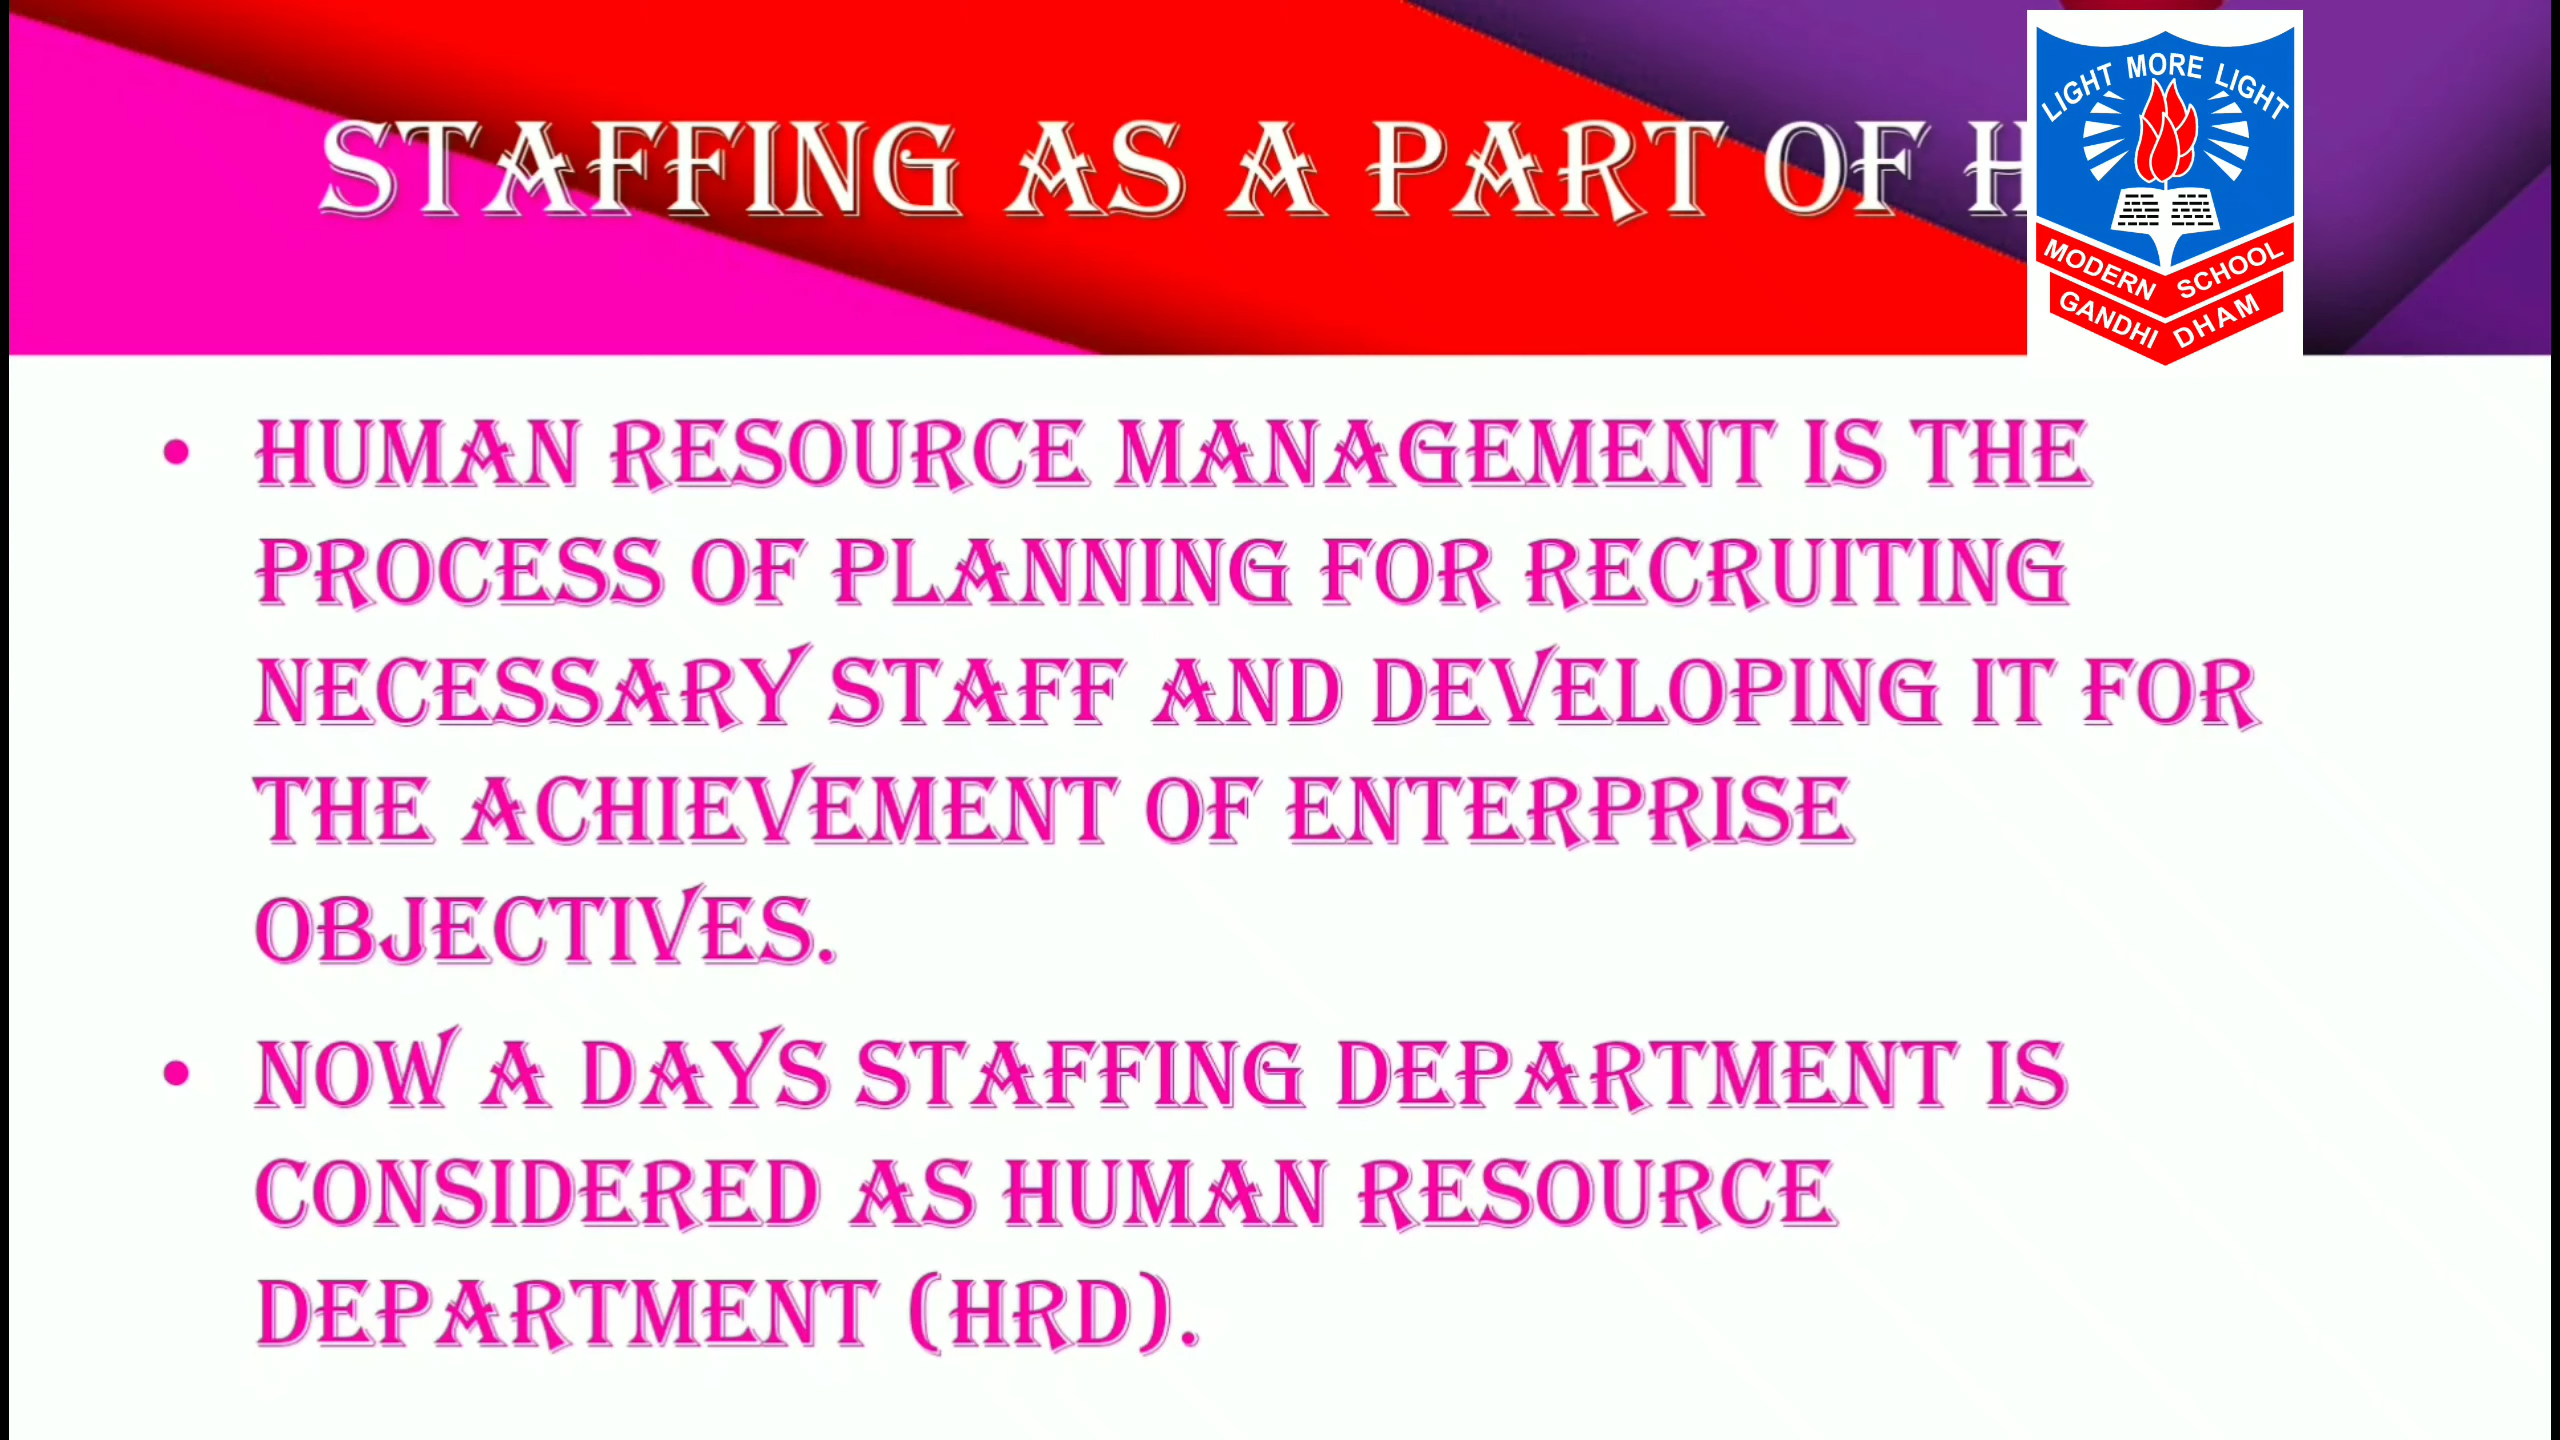 STAFFING AS A PART OF H
LIGHT MORE LIGHT
MODERN SCHOOL
GANDHI DHAM
• HUMAN RESOURCE MANAGEMENT IS THE
PROCESS OF PLANNING FOR RECRUITING
NECESSARY STAFF AND DEVELOPING IT FOR
THE ACHIEVEMENT OF ENTERPRISE
OBJECTIVES.
• NOW A DAYS STAFFING DEPARTMENT IS
CONSIDERED AS HUMAN RESOURCE
DEPARTMENT (HRD).